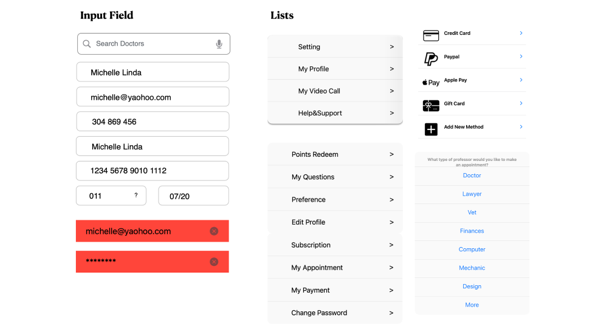 Input Field
Search Doctors
Michelle Linda
michelle@yaohoo.com
304 869 456
Michelle Linda
1234 5678 9010 1112
011 ?
07/20
michelle@yaohoo.com
********
Lists
Setting >
My Profile >
My Video Call >
Help&Support >
Points Redeem >
My Questions >
Preference >
Edit Profile >
Subscription >
My Appointment >
My Payment >
Change Password >
Credit Card >
Paypal >
Pay Apple Pay >
Gift Card >
Add New Method >
What type of professor would you like to make
an appointment?
Doctor
Lawyer
Vet
Finances
Computer
Mechanic
Design
More